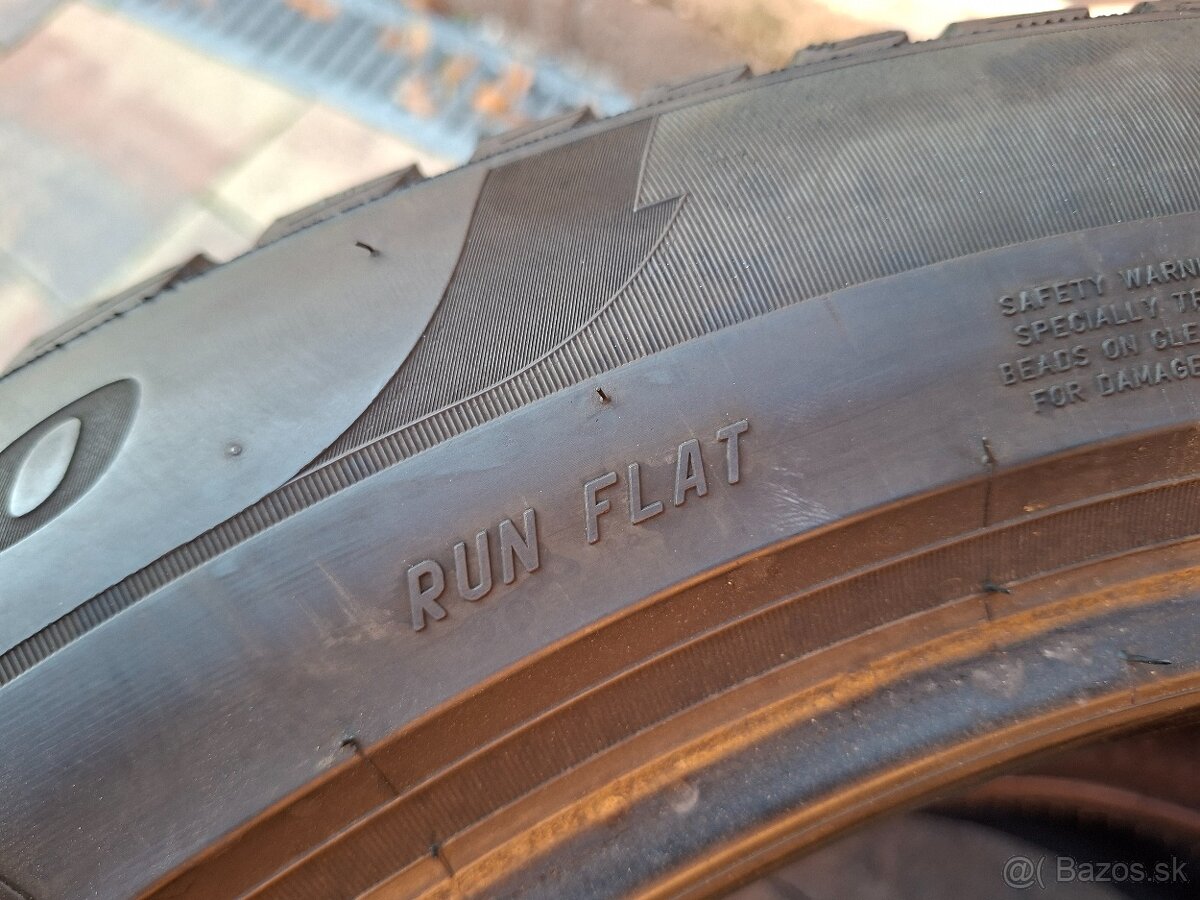 SAFETY WARN
SPECIALLY TR
BEADS ON CLE
FOR DAMAGE
RUN FLAT
@( Bazos.sk